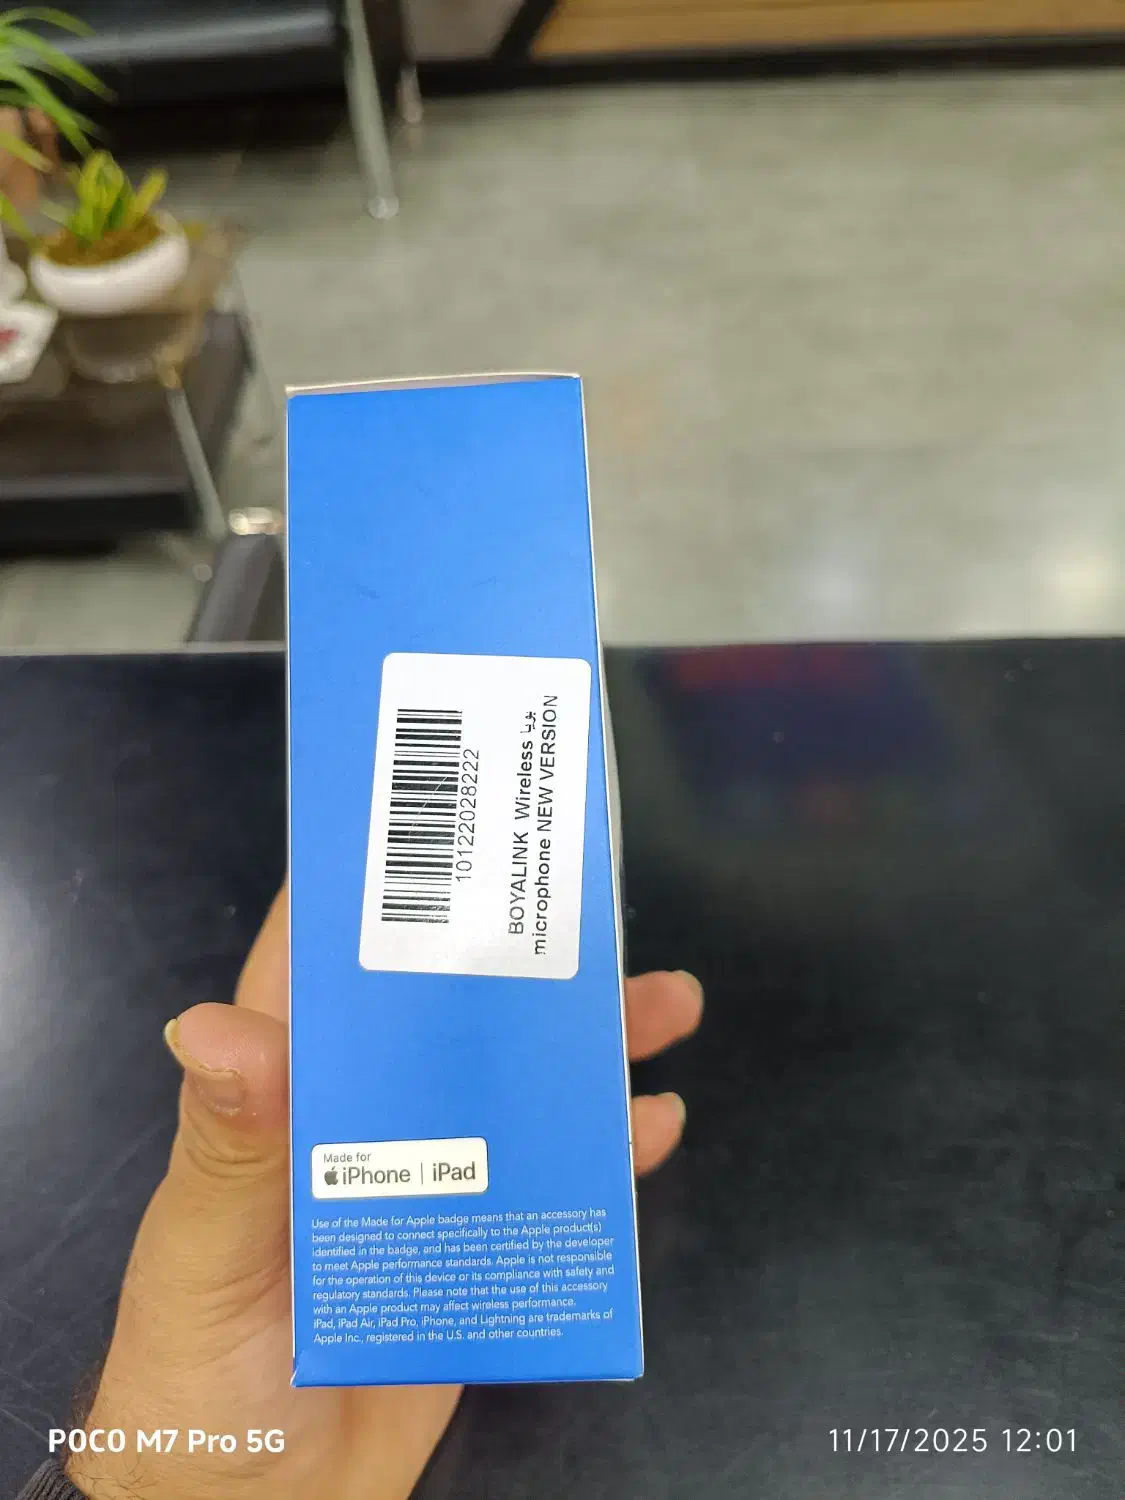 10122028222
BOYALINK Wireless بويا
microphone NEW VERSION
Made for
iPhone | iPad
Use of the Made for Apple badge means that an accessory has
been designed to connect specifically to the Apple product(s)
identified in the badge, and has been certified by the developer
to meet Apple performance standards. Apple is not responsible
for the operation of this device or its compliance with safety and
regulatory standards. Please note that the use of this accessory
with an Apple product may affect wireless performance.
iPad, iPad Air, iPad Pro, iPhone, and Lightning are trademarks of
Apple Inc., registered in the U.S. and other countries.
POCO M7 Pro 5G
11/17/2025 12:01